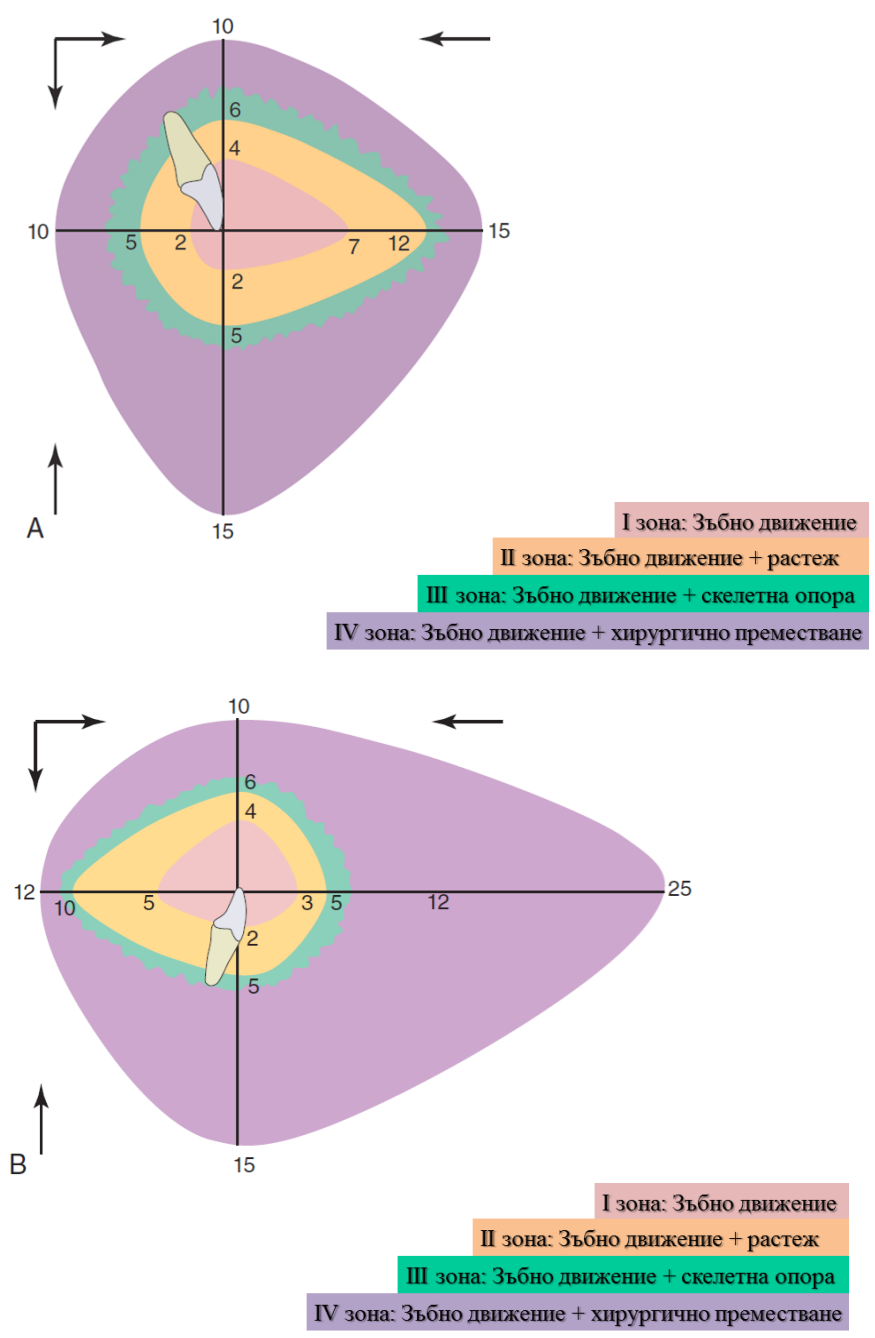 10
6
4
10
5
2
7
12
15
2
5
A
15
I зона: Зъбно движение
II зона: Зъбно движение + растеж
III зона: Зъбно движение + скелетна опора
IV зона: Зъбно движение + хирургично преместване
10
6
4
12
10
5
3
5
12
25
2
5
B
15
I зона: Зъбно движение
II зона: Зъбно движение + растеж
III зона: Зъбно движение + скелетна опора
IV зона: Зъбно движение + хирургично преместване